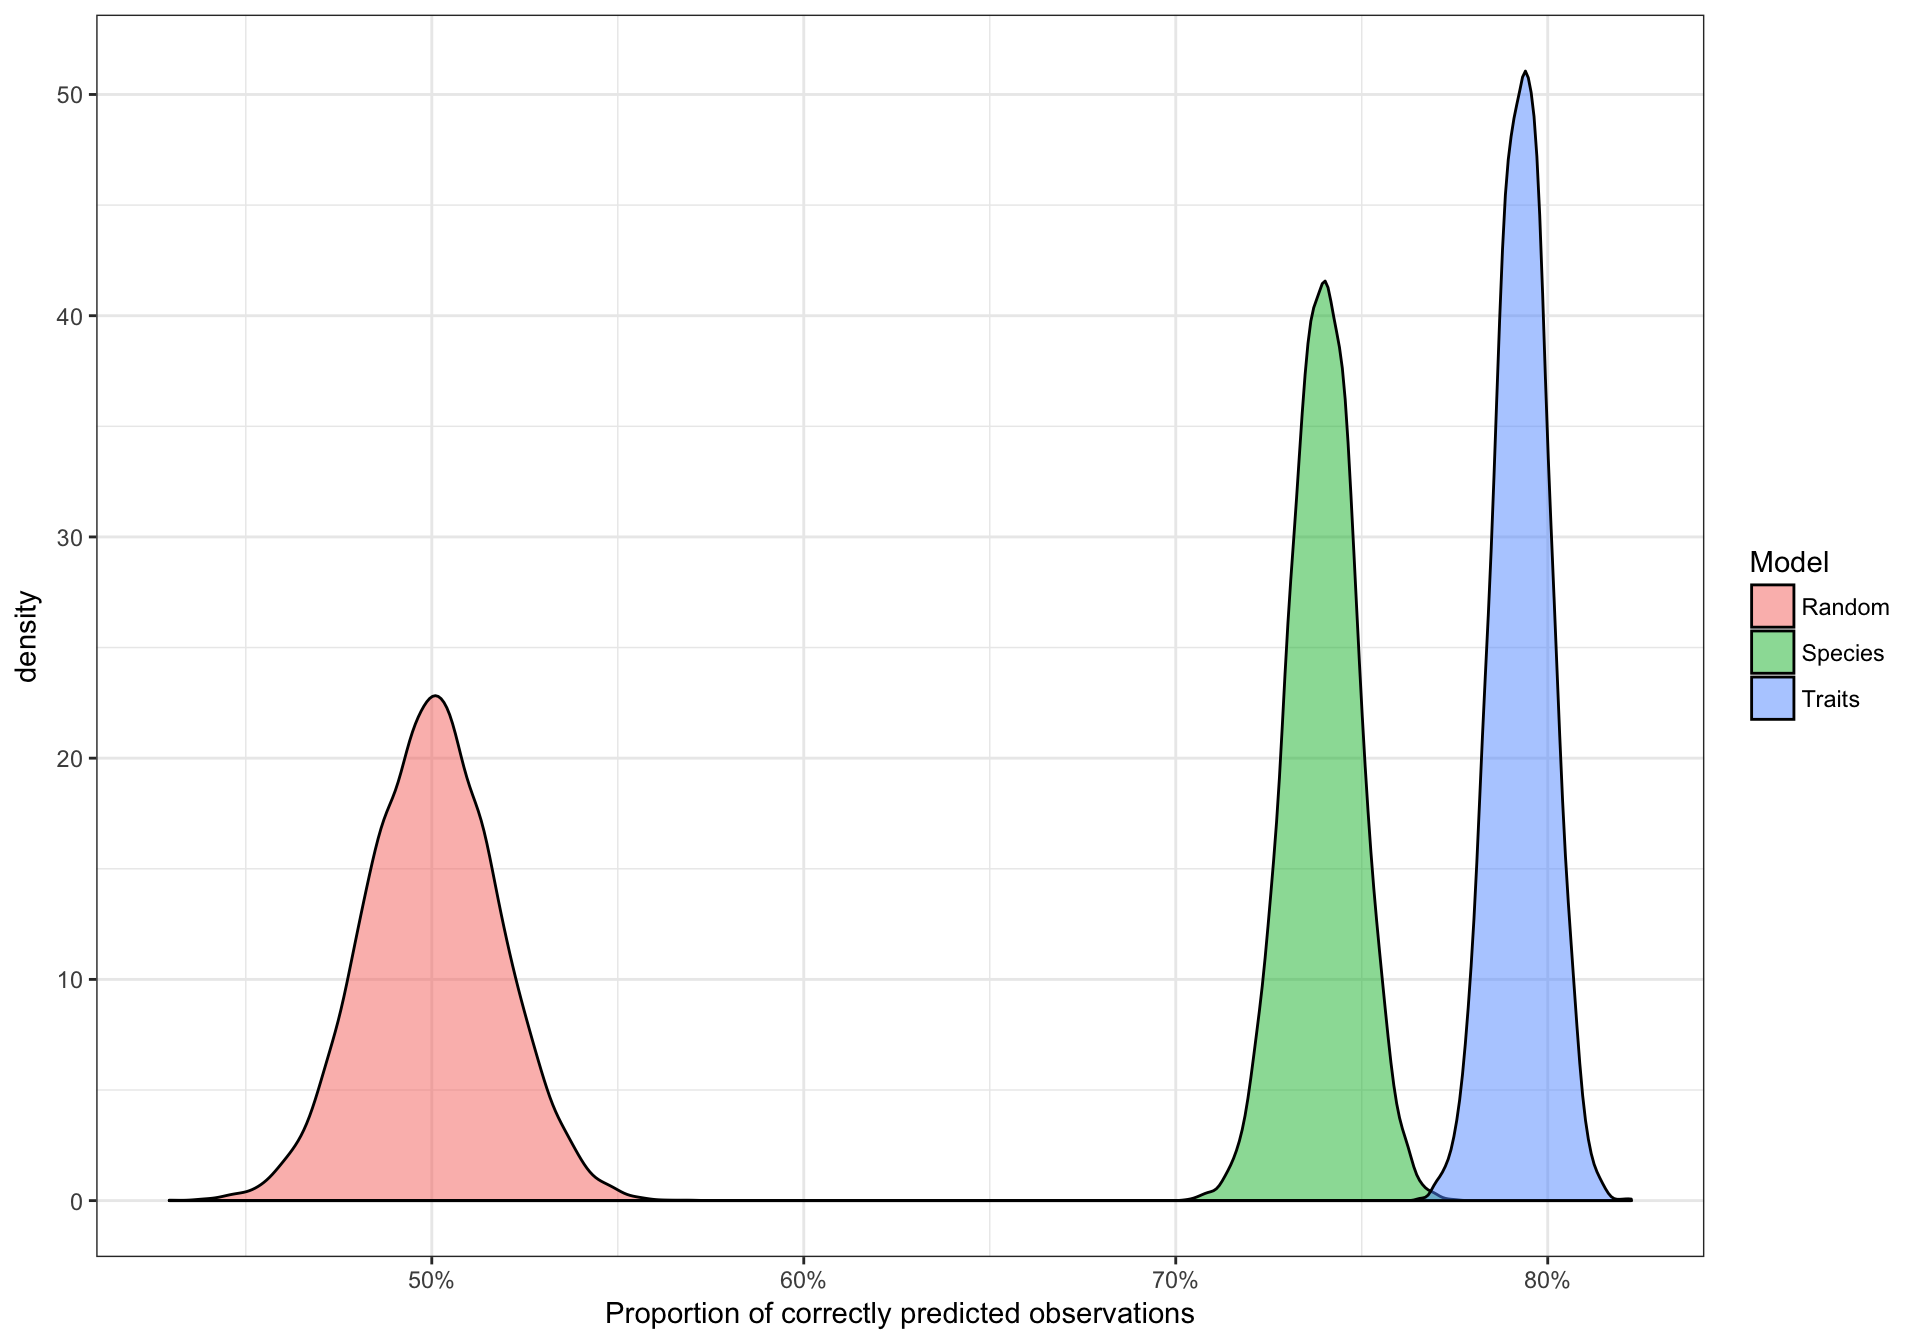 50
40
30
20
10
0
density
50%
60%
70%
80%
Proportion of correctly predicted observations
Model
Random
Species
Traits